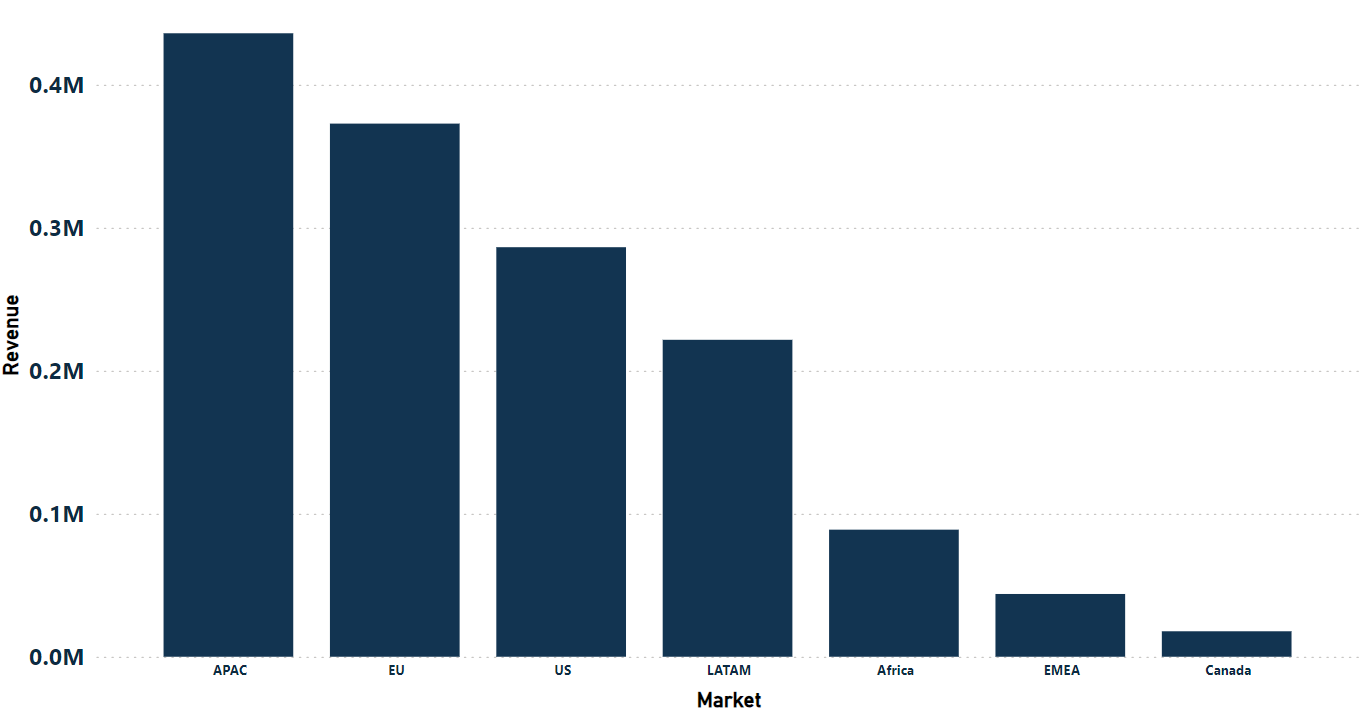 0.4M
0.3M
0.2M
0.1M
0.0M
Revenue
APAC EU US LATAM Africa EMEA Canada
Market